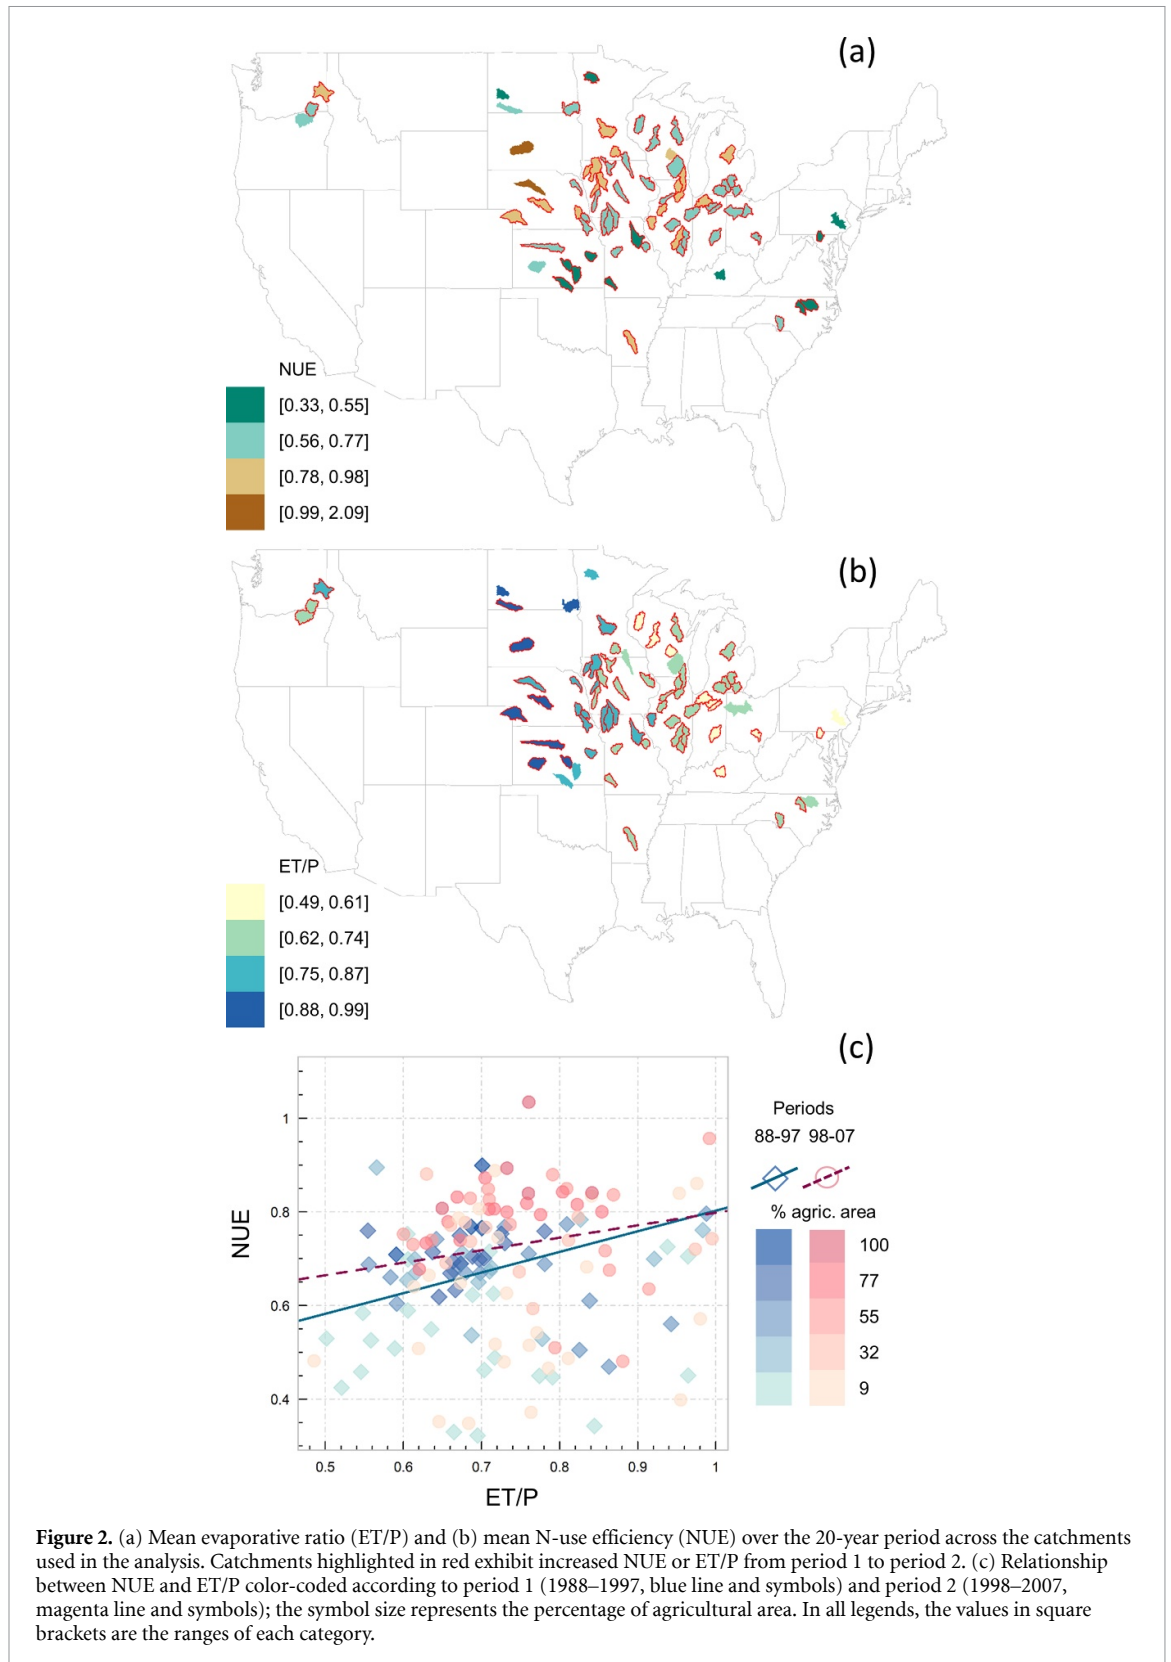 (a)
NUE
[0.33, 0.55]
[0.56, 0.77]
[0.78, 0.98]
[0.99, 2.09]
(b)
ET/P
[0.49, 0.61]
[0.62, 0.74]
[0.75, 0.87]
[0.88, 0.99]
(c)
NUE
1
0.8
0.6
0.4
0.5 0.6 0.7 0.8 0.9 1
ET/P
Periods
88-97 98-07
% agric. area
100
77
55
32
9
Figure 2. (a) Mean evaporative ratio (ET/P) and (b) mean N-use efficiency (NUE) over the 20-year period across the catchments
used in the analysis. Catchments highlighted in red exhibit increased NUE or ET/P from period 1 to period 2. (c) Relationship
between NUE and ET/P color-coded according to period 1 (1988–1997, blue line and symbols) and period 2 (1998–2007,
magenta line and symbols); the symbol size represents the percentage of agricultural area. In all legends, the values in square
brackets are the ranges of each category.